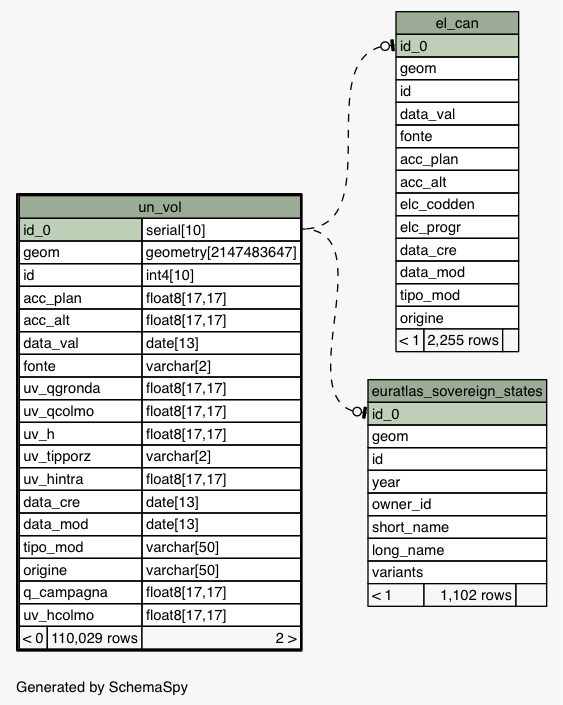 el_can
id_0
geom
id
data_val
fonte
acc_plan
acc_alt
elc_codden
elc_progr
data_cre
data_mod
tipo_mod
origine
< 1 2,255 rows
un_vol
id_0 serial[10]
geom geometry[2147483647]
id int4[10]
acc_plan float8[17,17]
acc_alt float8[17,17]
data_val date[13]
fonte varchar[2]
uv_qgronda float8[17,17]
uv_qcolmo float8[17,17]
uv_h float8[17,17]
uv_tipporz varchar[2]
uv_hintra float8[17,17]
data_cre date[13]
data_mod date[13]
tipo_mod varchar[50]
origine varchar[50]
q_campagna float8[17,17]
uv_hcolmo float8[17,17]
< 0 110,029 rows 2 >
euratlas_sovereign_states
id_0
geom
id
year
owner_id
short_name
long_name
variants
< 1 1,102 rows
Generated by SchemaSpy